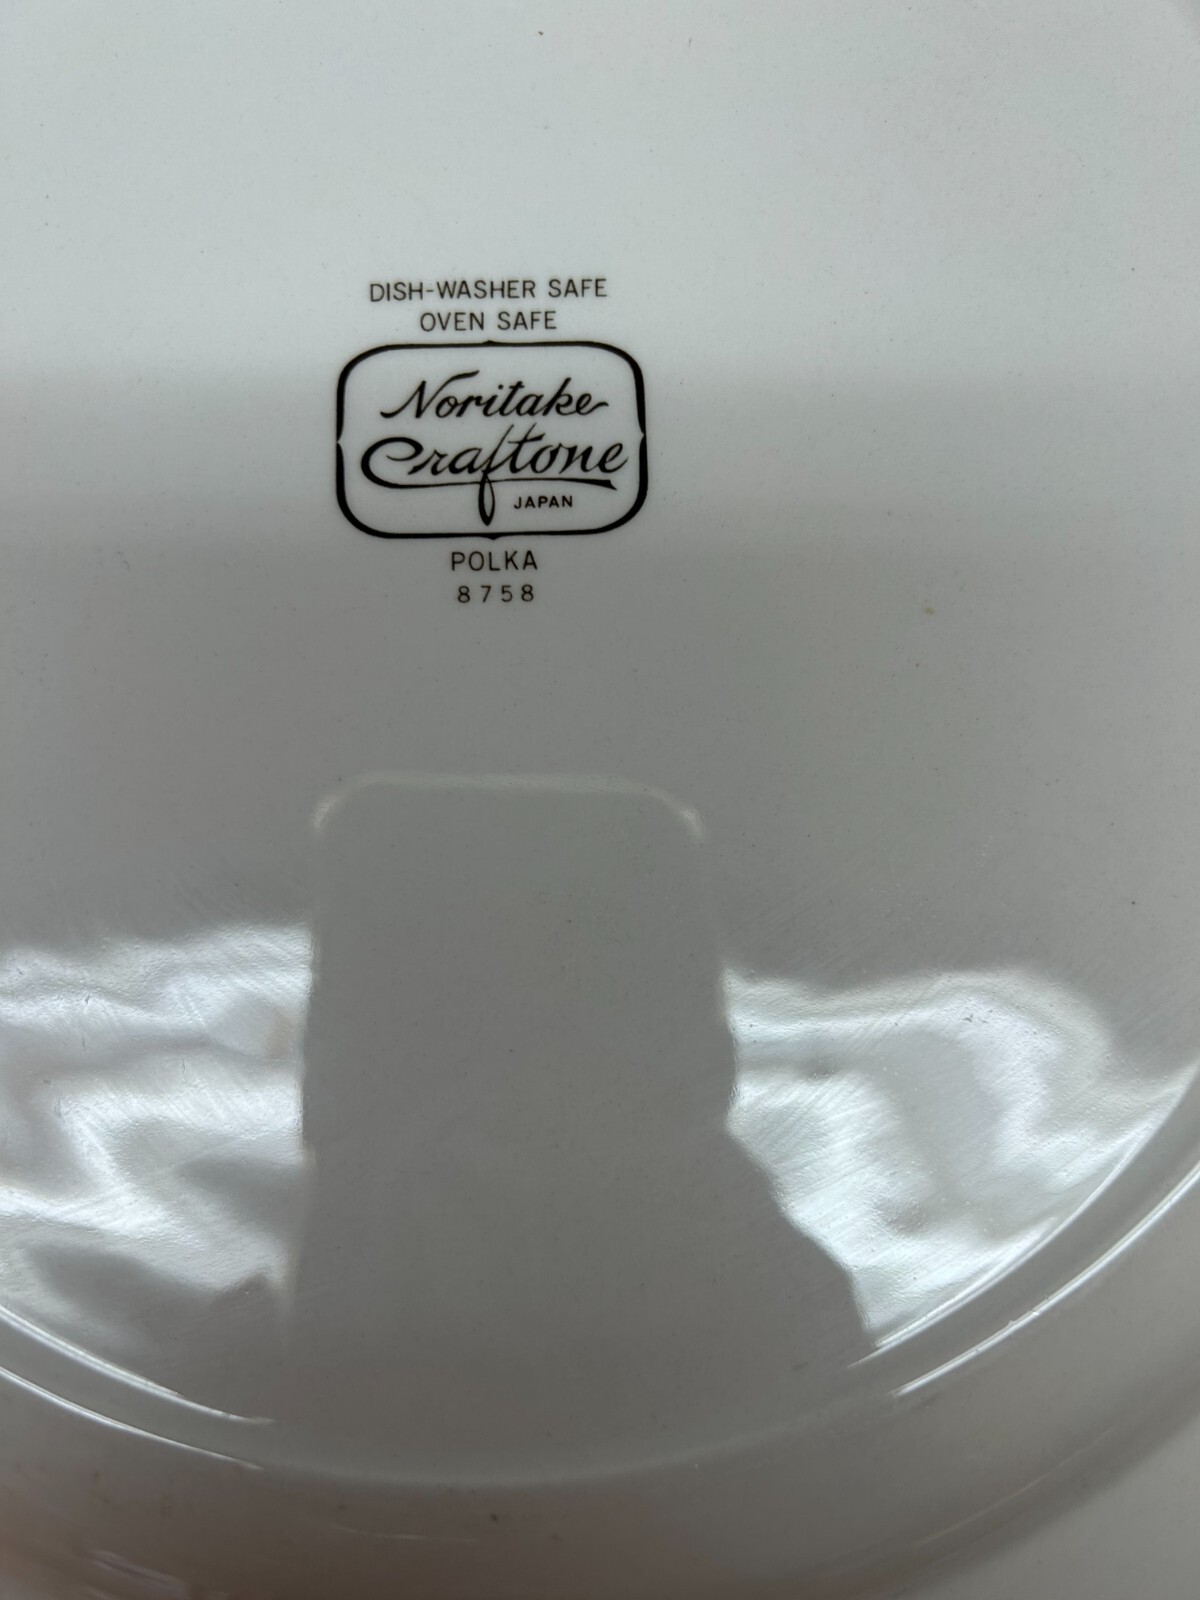 DISH-WASHER SAFE
OVEN SAFE
Noritake
Craftone
JAPAN
POLKA
8758